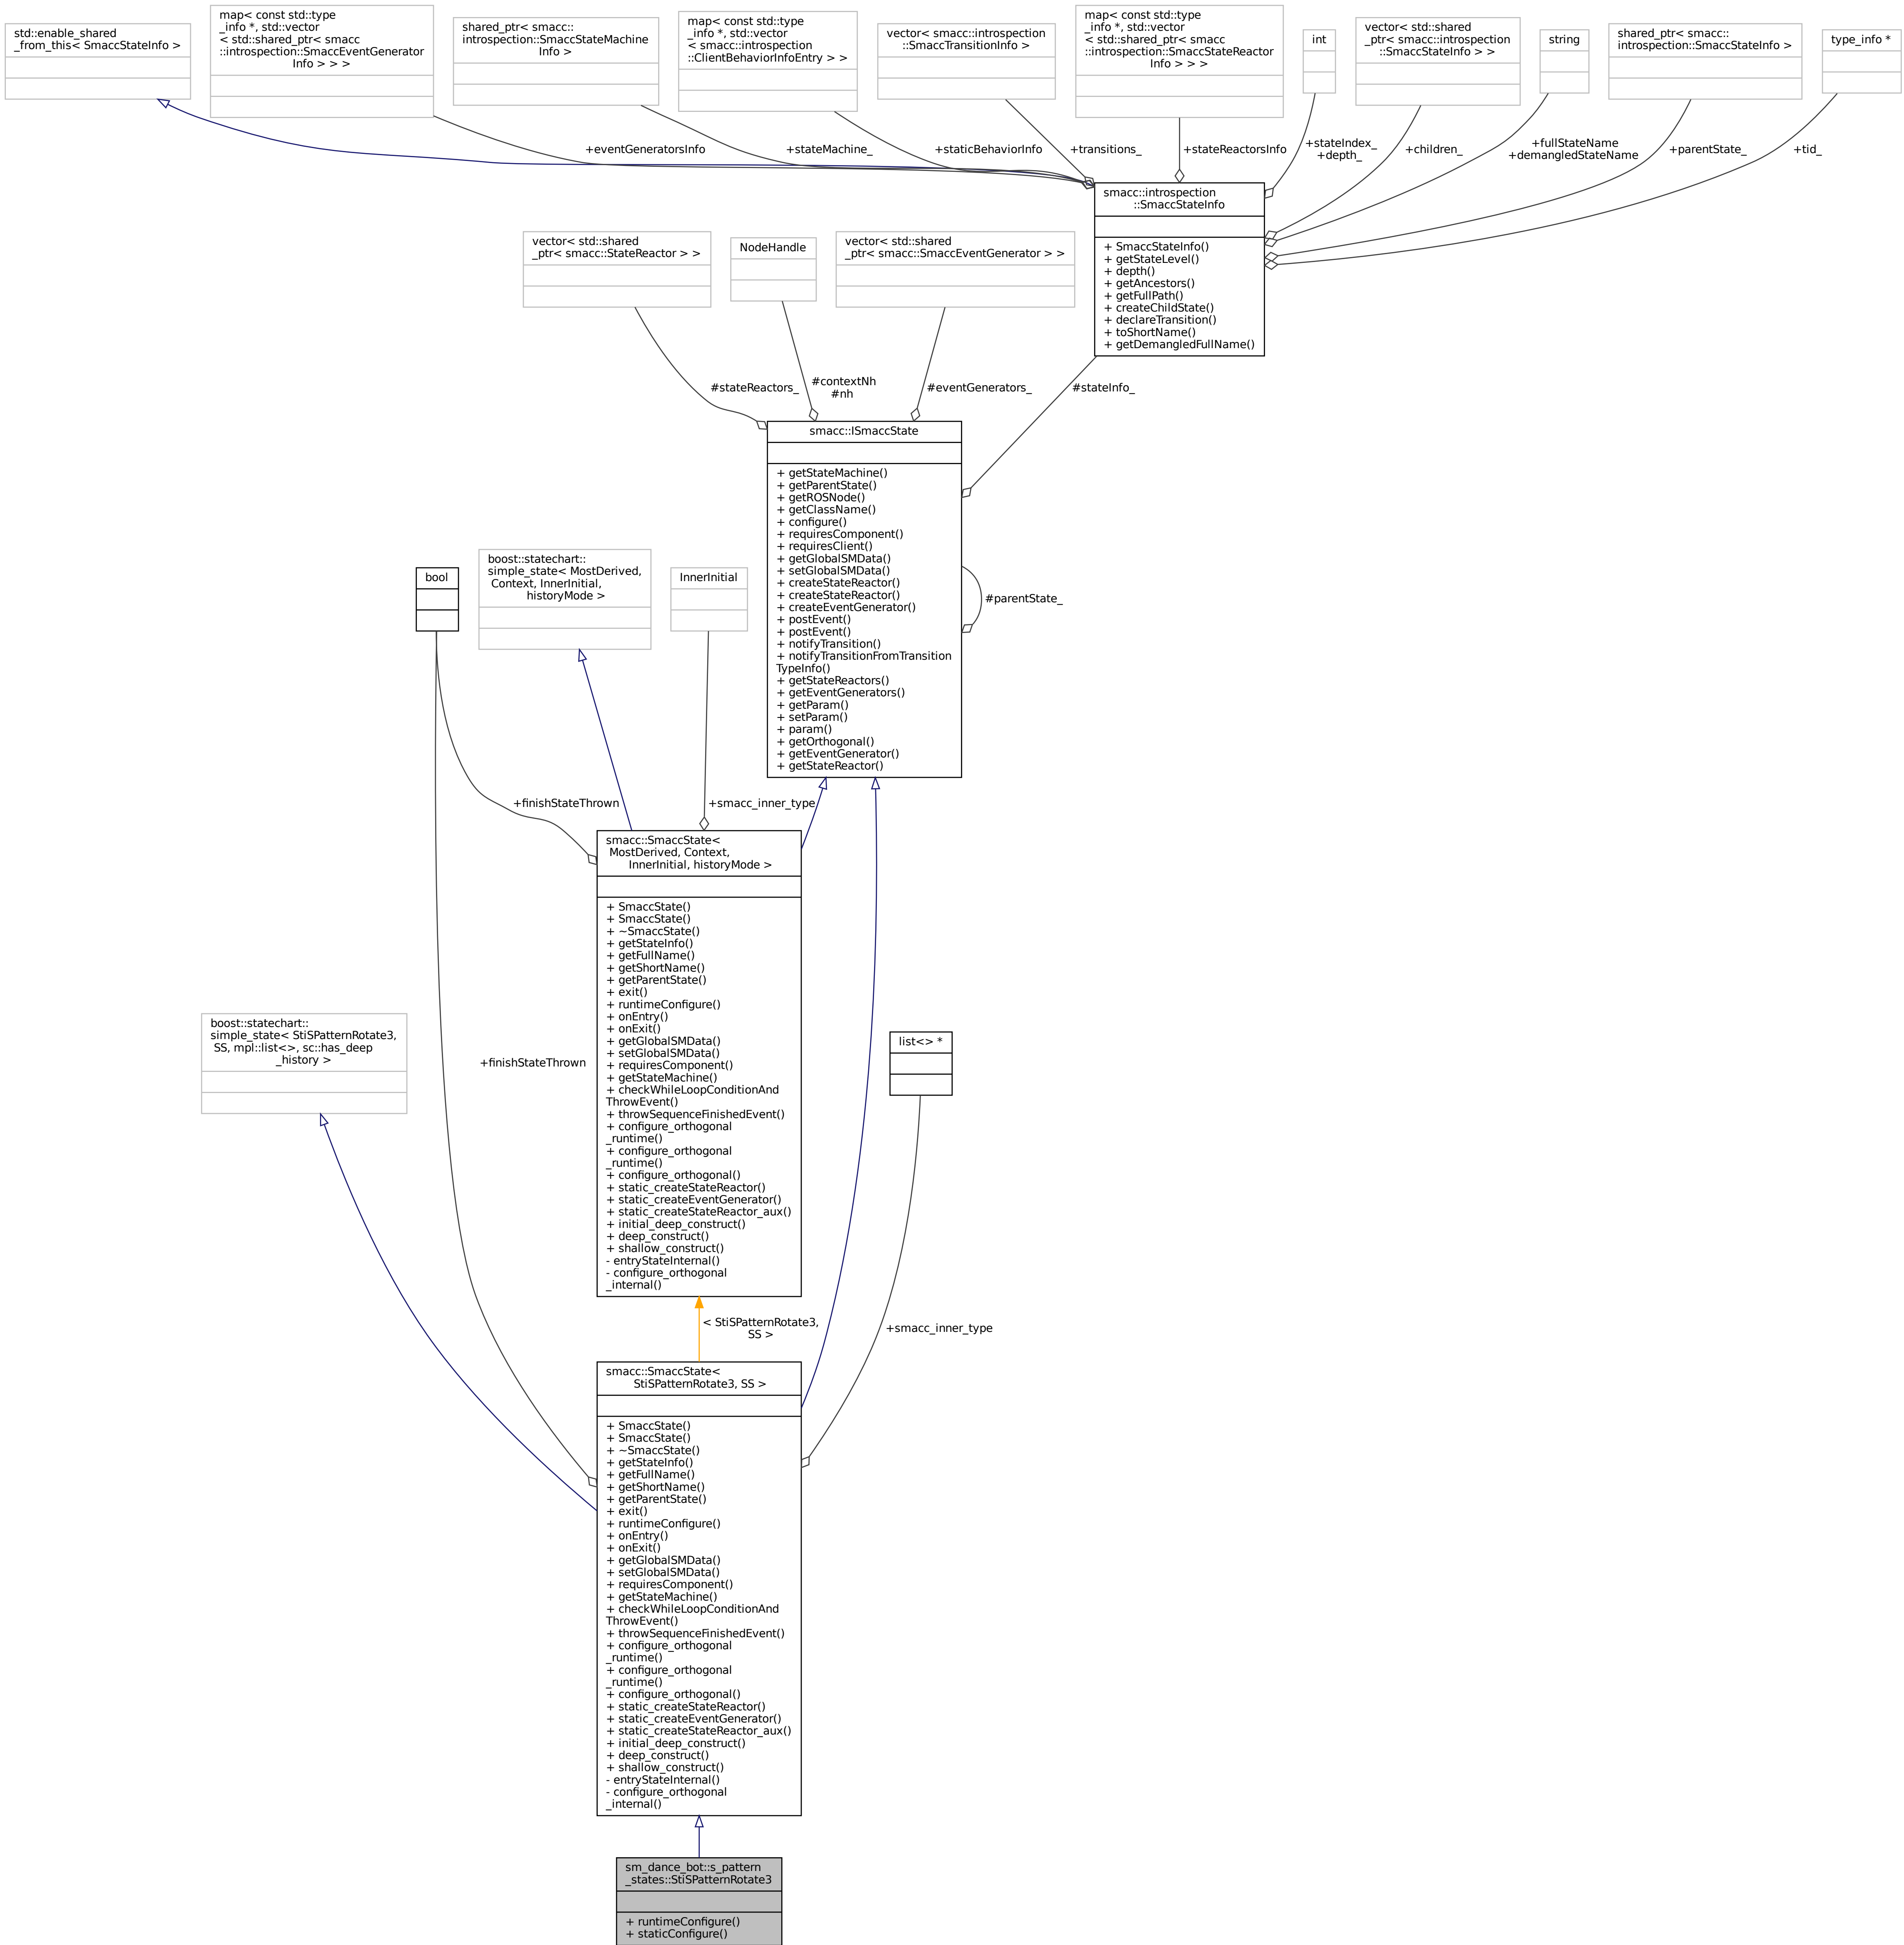 std::enable_shared
_from_this< SmaccStateInfo >
map< const std::type
_info *, std::vector
< std::shared_ptr< smacc
::introspection::SmaccEventGenerator
Info > > >
shared_ptr< smacc::
introspection::SmaccStateMachine
Info >
map< const std::type
_info *, std::vector
< smacc::introspection
::ClientBehaviorInfoEntry > >
vector< smacc::introspection
::SmaccTransitionInfo >
map< const std::type
_info *, std::vector
< std::shared_ptr< smacc
::introspection::SmaccStateReactor
Info > > >
int
vector< std::shared
_ptr< smacc::introspection
::SmaccStateInfo > >
string
shared_ptr< smacc::
introspection::SmaccStateInfo >
type_info *
+eventGeneratorsInfo
+stateMachine_
+staticBehaviorInfo
+transitions_
+stateReactorsInfo
+stateIndex_
+depth_
+children_
+fullStateName
+demangledStateName
+parentState_
+tid_
smacc::introspection
::SmaccStateInfo
+ SmaccStateInfo()
+ getStateLevel()
+ depth()
+ getAncestors()
+ getFullPath()
+ createChildState()
+ declareTransition()
+ toShortName()
+ getDemangledFullName()
vector< std::shared
_ptr< smacc::StateReactor > >
NodeHandle
vector< std::shared
_ptr< smacc::SmaccEventGenerator > >
#stateReactors_
#contextNh
#nh
#eventGenerators_
#stateInfo_
smacc::ISmaccState
+ getStateMachine()
+ getParentState()
+ getROSNode()
+ getClassName()
+ configure()
+ requiresComponent()
+ requiresClient()
+ getGlobalSMData()
+ setGlobalSMData()
+ createStateReactor()
+ createStateReactor()
+ createEventGenerator()
+ postEvent()
+ postEvent()
+ notifyTransition()
+ notifyTransitionFromTransition
TypeInfo()
+ getStateReactors()
+ getEventGenerators()
+ getParam()
+ setParam()
+ param()
+ getOrthogonal()
+ getEventGenerator()
+ getStateReactor()
#parentState_
bool
boost::statechart::
simple_state< MostDerived,
Context, InnerInitial,
historyMode >
InnerInitial
+finishStateThrown
+smacc_inner_type
smacc::SmaccState<
MostDerived, Context,
InnerInitial, historyMode >
+ SmaccState()
+ SmaccState()
+ ~SmaccState()
+ getStateInfo()
+ getFullName()
+ getShortName()
+ getParentState()
+ exit()
+ runtimeConfigure()
+ onEntry()
+ onExit()
+ getGlobalSMData()
+ setGlobalSMData()
+ requiresComponent()
+ getStateMachine()
+ checkWhileLoopConditionAnd
ThrowEvent()
+ throwSequenceFinishedEvent()
+ configure_orthogonal
_runtime()
+ configure_orthogonal
_runtime()
+ configure_orthogonal()
+ static_createStateReactor()
+ static_createEventGenerator()
+ static_createStateReactor_aux()
+ initial_deep_construct()
+ deep_construct()
+ shallow_construct()
- entryStateInternal()
- configure_orthogonal
_internal()
boost::statechart::
simple_state< StiSPatternRotate3,
SS, mpl::list<>, sc::has_deep
_history >
+finishStateThrown
list<> *
< StiSPatternRotate3,
SS >
+smacc_inner_type
smacc::SmaccState<
StiSPatternRotate3, SS >
+ SmaccState()
+ SmaccState()
+ ~SmaccState()
+ getStateInfo()
+ getFullName()
+ getShortName()
+ getParentState()
+ exit()
+ runtimeConfigure()
+ onEntry()
+ onExit()
+ getGlobalSMData()
+ setGlobalSMData()
+ requiresComponent()
+ getStateMachine()
+ checkWhileLoopConditionAnd
ThrowEvent()
+ throwSequenceFinishedEvent()
+ configure_orthogonal
_runtime()
+ configure_orthogonal
_runtime()
+ configure_orthogonal()
+ static_createStateReactor()
+ static_createEventGenerator()
+ static_createStateReactor_aux()
+ initial_deep_construct()
+ deep_construct()
+ shallow_construct()
- entryStateInternal()
- configure_orthogonal
_internal()
sm_dance_bot::s_pattern
_states::StiSPatternRotate3
+ runtimeConfigure()
+ staticConfigure()